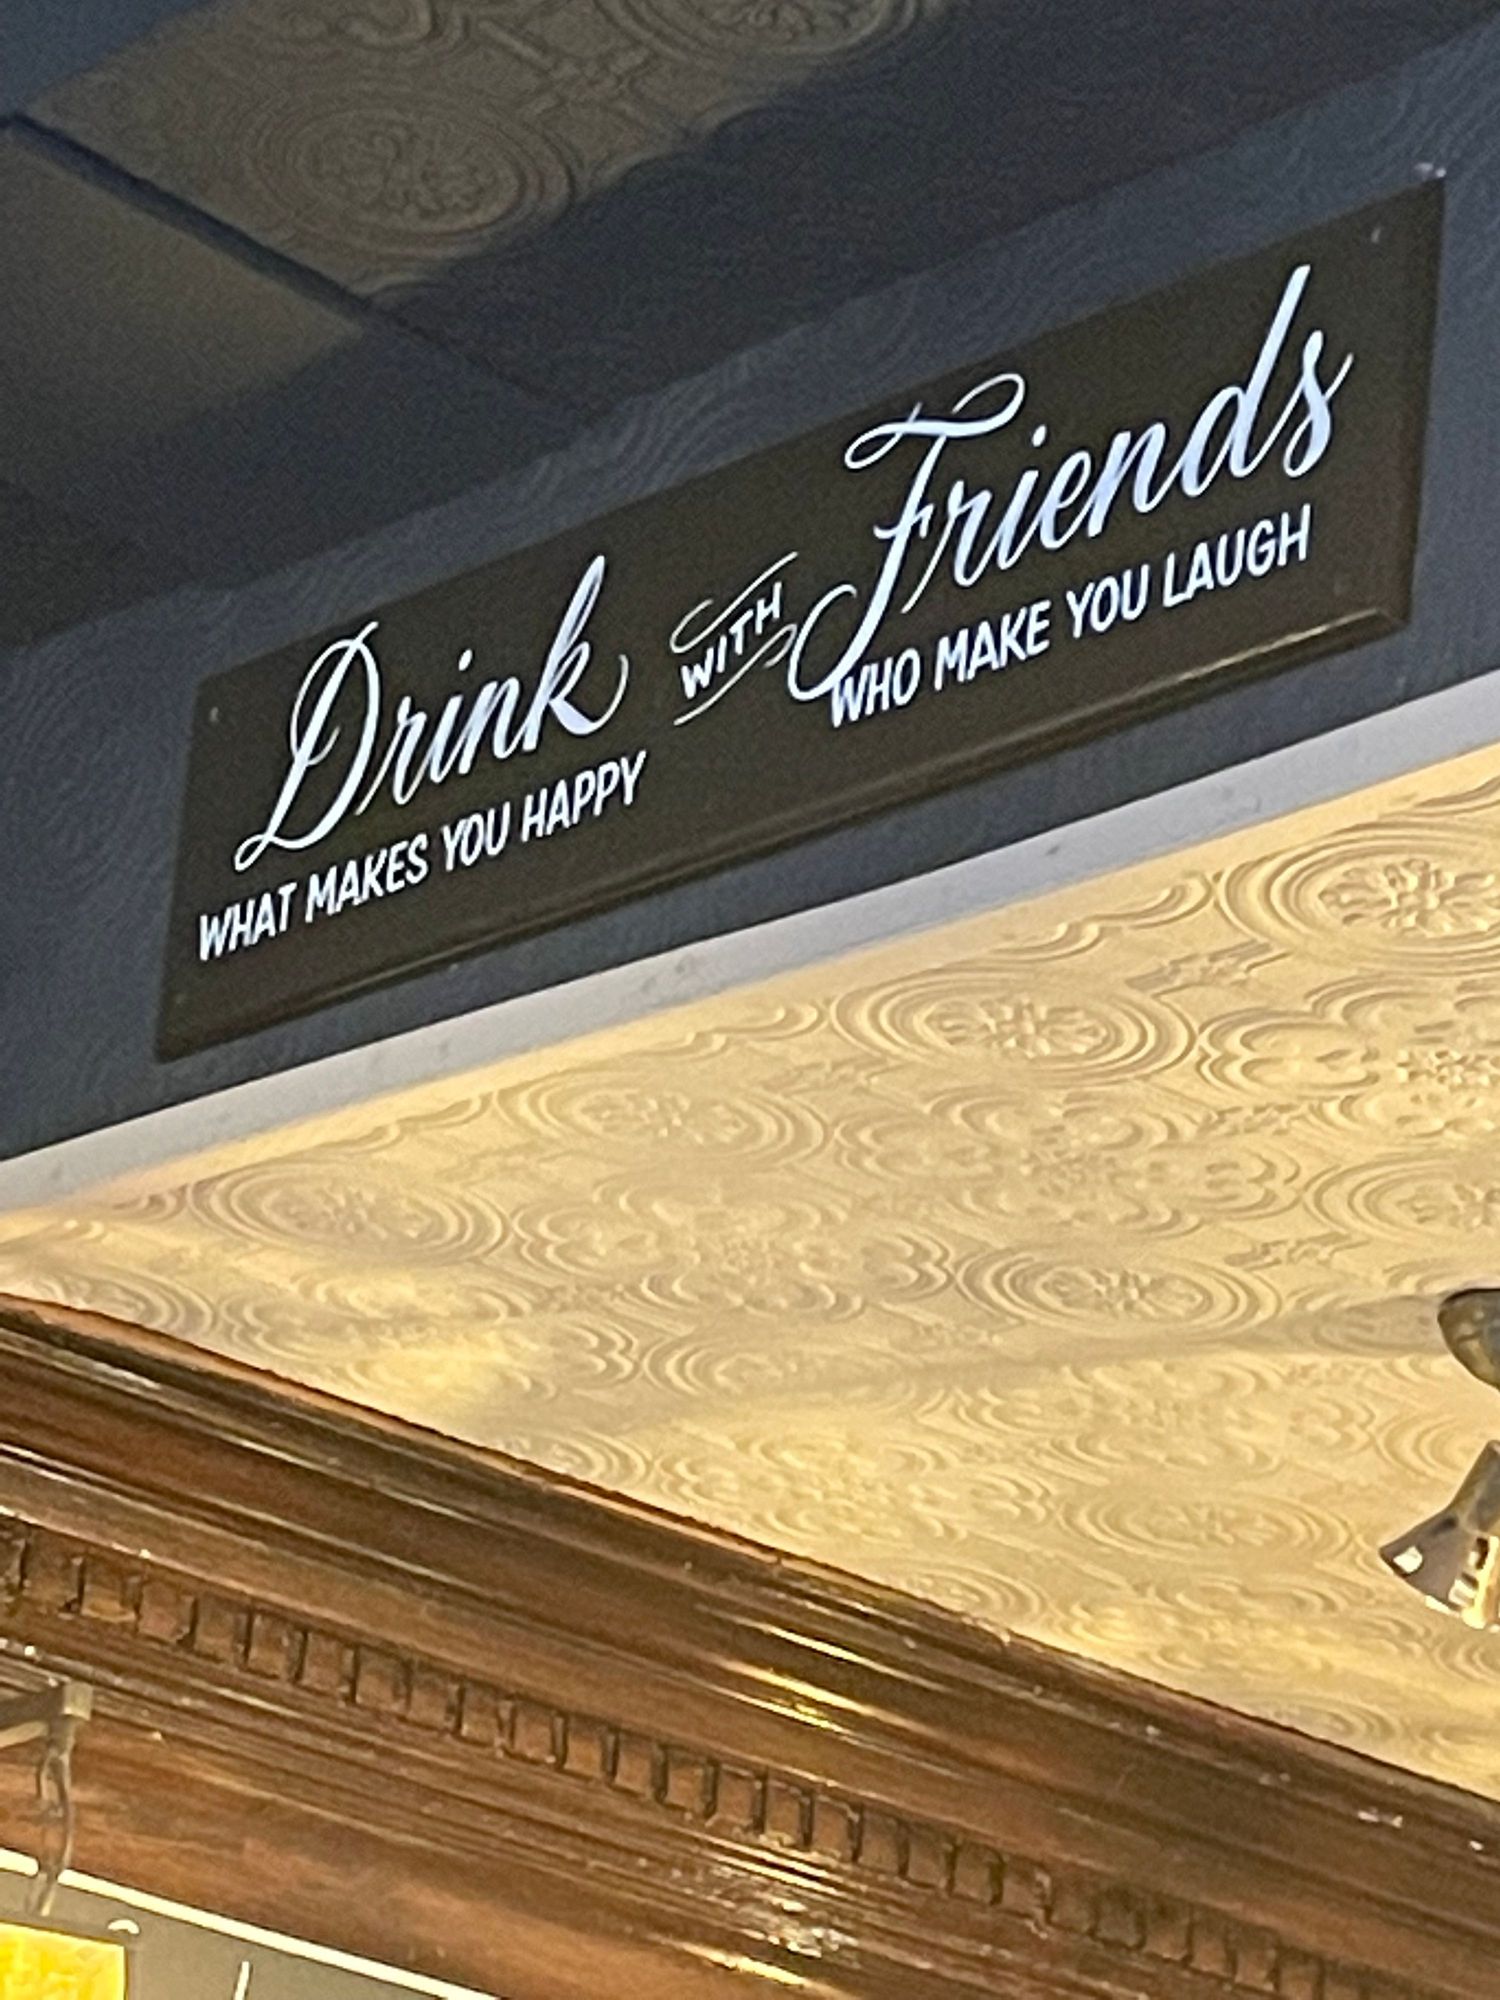 Drink WITH Friends
WHAT MAKES YOU HAPPY WHO MAKE YOU LAUGH